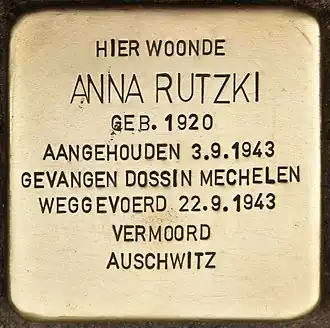 HIER WOONDE
ANNA RUTZKI
GEB. 1920
AANGEHOUDEN 3.9.1943
GEVANGEN DOSSIN MECHELEN
WEGGEVOERD 22.9.1943
VERMOORD
AUSCHWITZ